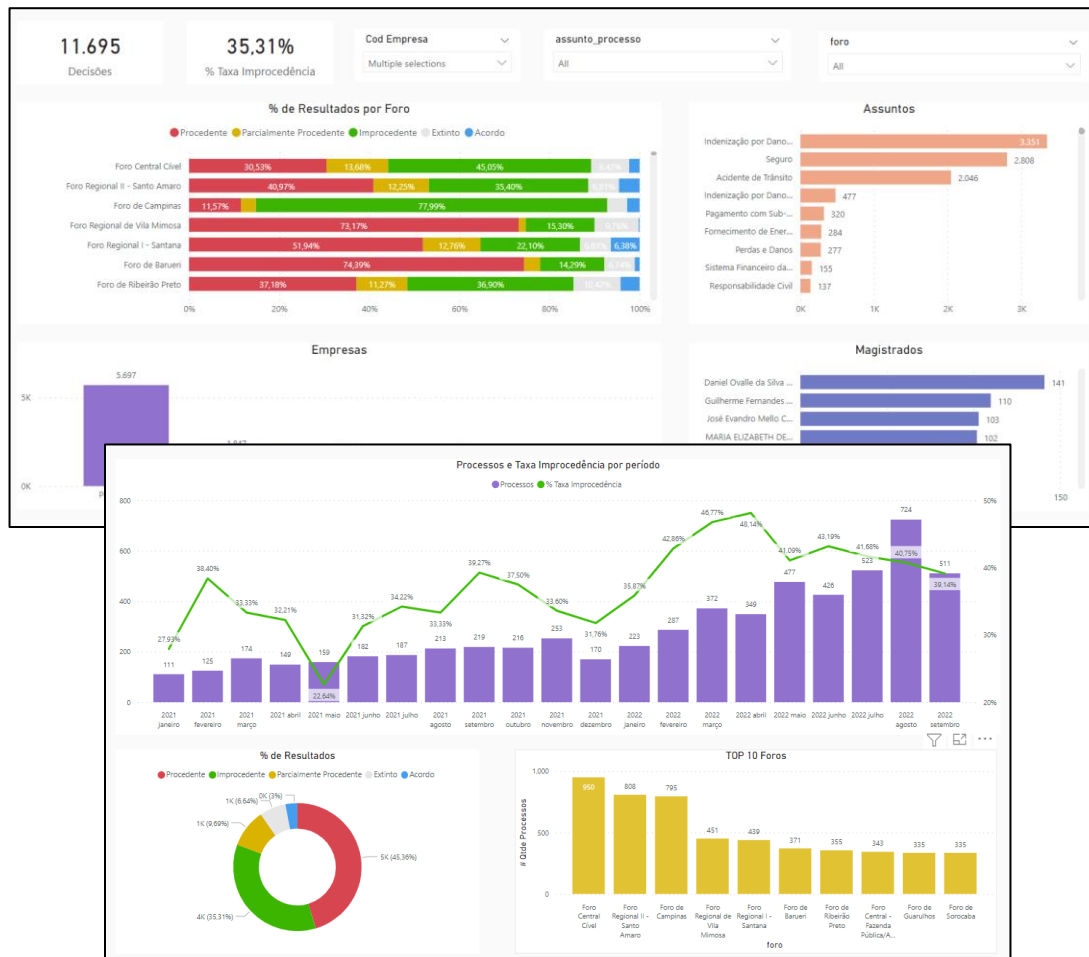 11.695
Decisões
35,31%
% Taxa Improcedência
Cod Empresa
Multiple selections
assunto_processo
All
foro
All
% de Resultados por Foro
Procedente Parcialmente Procedente Improcedente Extinto Acordo
Foro Central Cível 30,53% 13,68% 45,05%
Foro Regional II - Santo Amaro 40,97% 12,25% 35,40%
Foro de Campinas 11,57% 77,99%
Foro Regional de Vila Mimosa 73,17% 15,30% 9,76%
Foro Regional I - Santana 51,94% 12,76% 22,10% 6,38%
Foro de Barueri 74,39% 14,29%
Foro de Ribeirão Preto 37,18% 11,27% 36,90% 10,42%
0% 20% 40% 60% 80% 100%
Assuntos
Indenização por Dano... 3.351
Seguro 2.808
Acidente de Trânsito 2.046
Indenização por Dano... 477
Pagamento com Sub-... 320
Fornecimento de Ener... 284
Perdas e Danos 277
Sistema Financeiro da... 155
Responsabilidade Civil 137
0K 1K 2K 3K
Empresas
5.697
5K
0K
Magistrados
Daniel Ovalle da Silva ... 141
Guilherme Fernandes ... 110
José Evandro Mello C... 103
MARIA ELIZABETH DE... 102
150
Processos e Taxa Improcedência por período
Processos % Taxa Improcedência
800 600 400 200 0
50% 40% 30% 20%
27,93% 38,40% 33,33% 32,21% 22,64% 31,32% 34,22% 33,33% 39,27% 37,50% 33,60% 31,76% 35,87% 42,86% 46,77% 48,14% 41,09% 43,19% 41,68% 40,75% 39,14%
111 125 174 149 159 182 187 213 219 216 253 170 223 287 372 349 477 426 523 724 511
2021 janeiro
2021 fevereiro
2021 março
2021 abril
2021 maio
2021 junho
2021 julho
2021 agosto
2021 setembro
2021 outubro
2021 novembro
2021 dezembro
2022 janeiro
2022 fevereiro
2022 março
2022 abril
2022 maio
2022 junho
2022 julho
2022 agosto
2022 setembro
% de Resultados
Procedente Improcedente Parcialmente Procedente Extinto Acordo
0K (3%)
1K (6,64%)
1K (9,69%)
5K (45,36%)
4K (35,31%)
TOP 10 Foros
# Qtde Processos
1.000
500
0
950 808 795 451 439 371 355 343 335 335
Foro Central Cível
Foro Regional II - Santo Amaro
Foro de Campinas
Foro Regional de Vila Mimosa
Foro Regional I - Santana
Foro de Barueri
Foro de Ribeirão Preto
Foro Central - Fazenda Pública/A...
Foro de Guarulhos
Foro de Sorocaba
foro